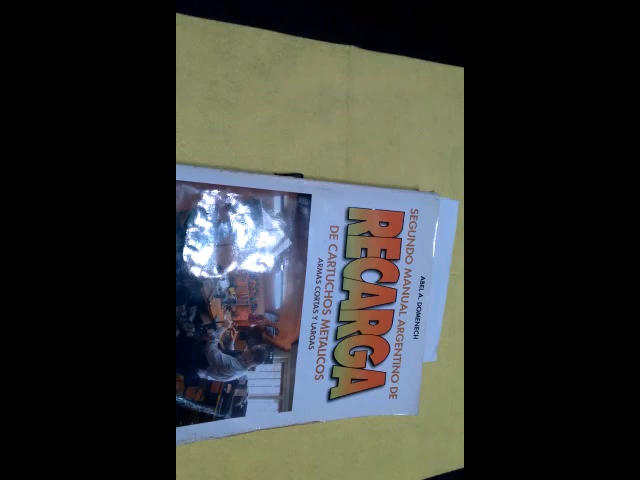 ABEL A. DOMENECH
SEGUNDO MANUAL ARGENTINO DE
RECARGA
DE CARTUCHOS METALICOS
ARMAS CORTAS Y LARGAS